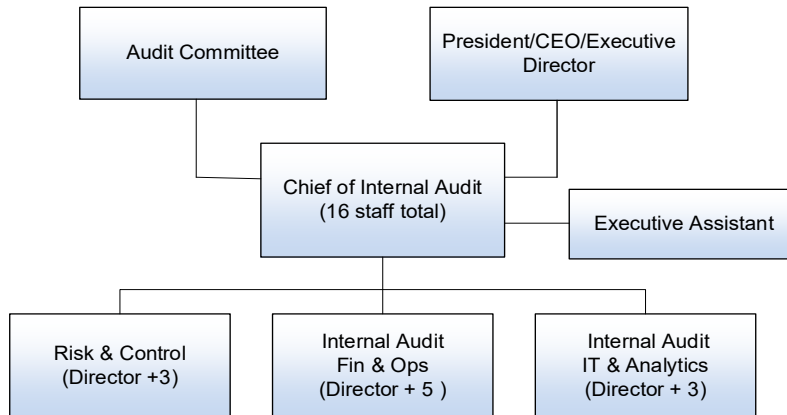 Audit Committee
President/CEO/Executive
Director
Chief of Internal Audit
(16 staff total)
Executive Assistant
Risk & Control
(Director +3)
Internal Audit
Fin & Ops
(Director + 5 )
Internal Audit
IT & Analytics
(Director + 3)